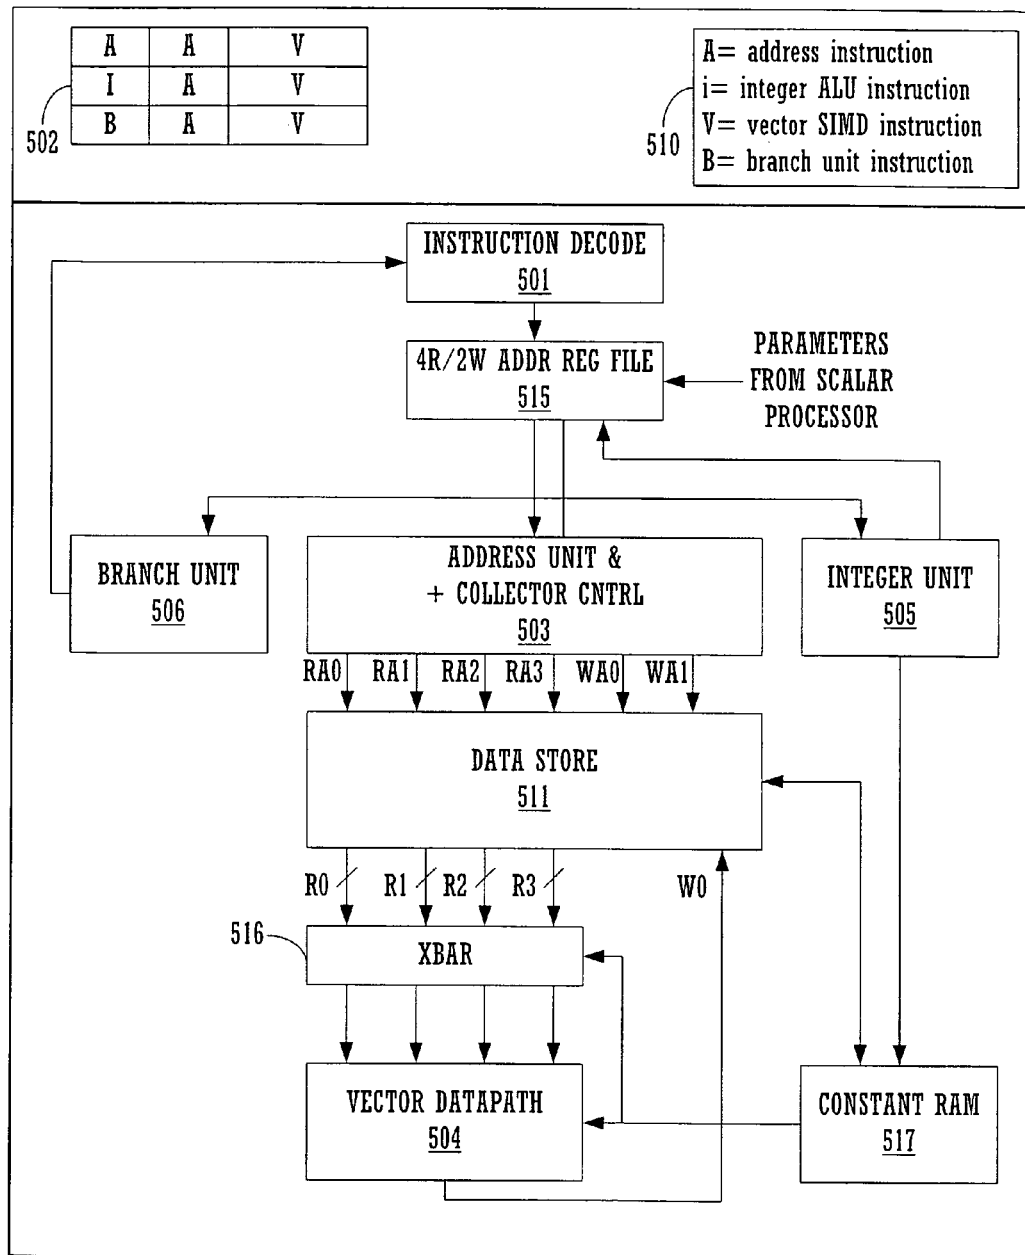 A A V
I A V
B A V
502
A= address instruction
i= integer ALU instruction
V= vector SIMD instruction
B= branch unit instruction
510
INSTRUCTION DECODE
501
4R/2W ADDR REG FILE
515
PARAMETERS
FROM SCALAR
PROCESSOR
BRANCH UNIT
506
ADDRESS UNIT &
+ COLLECTOR CNTRL
503
INTEGER UNIT
505
RA0 RA1 RA2 RA3 WA0 WA1
DATA STORE
511
R0 R1 R2 R3 W0
516
XBAR
VECTOR DATAPATH
504
CONSTANT RAM
517